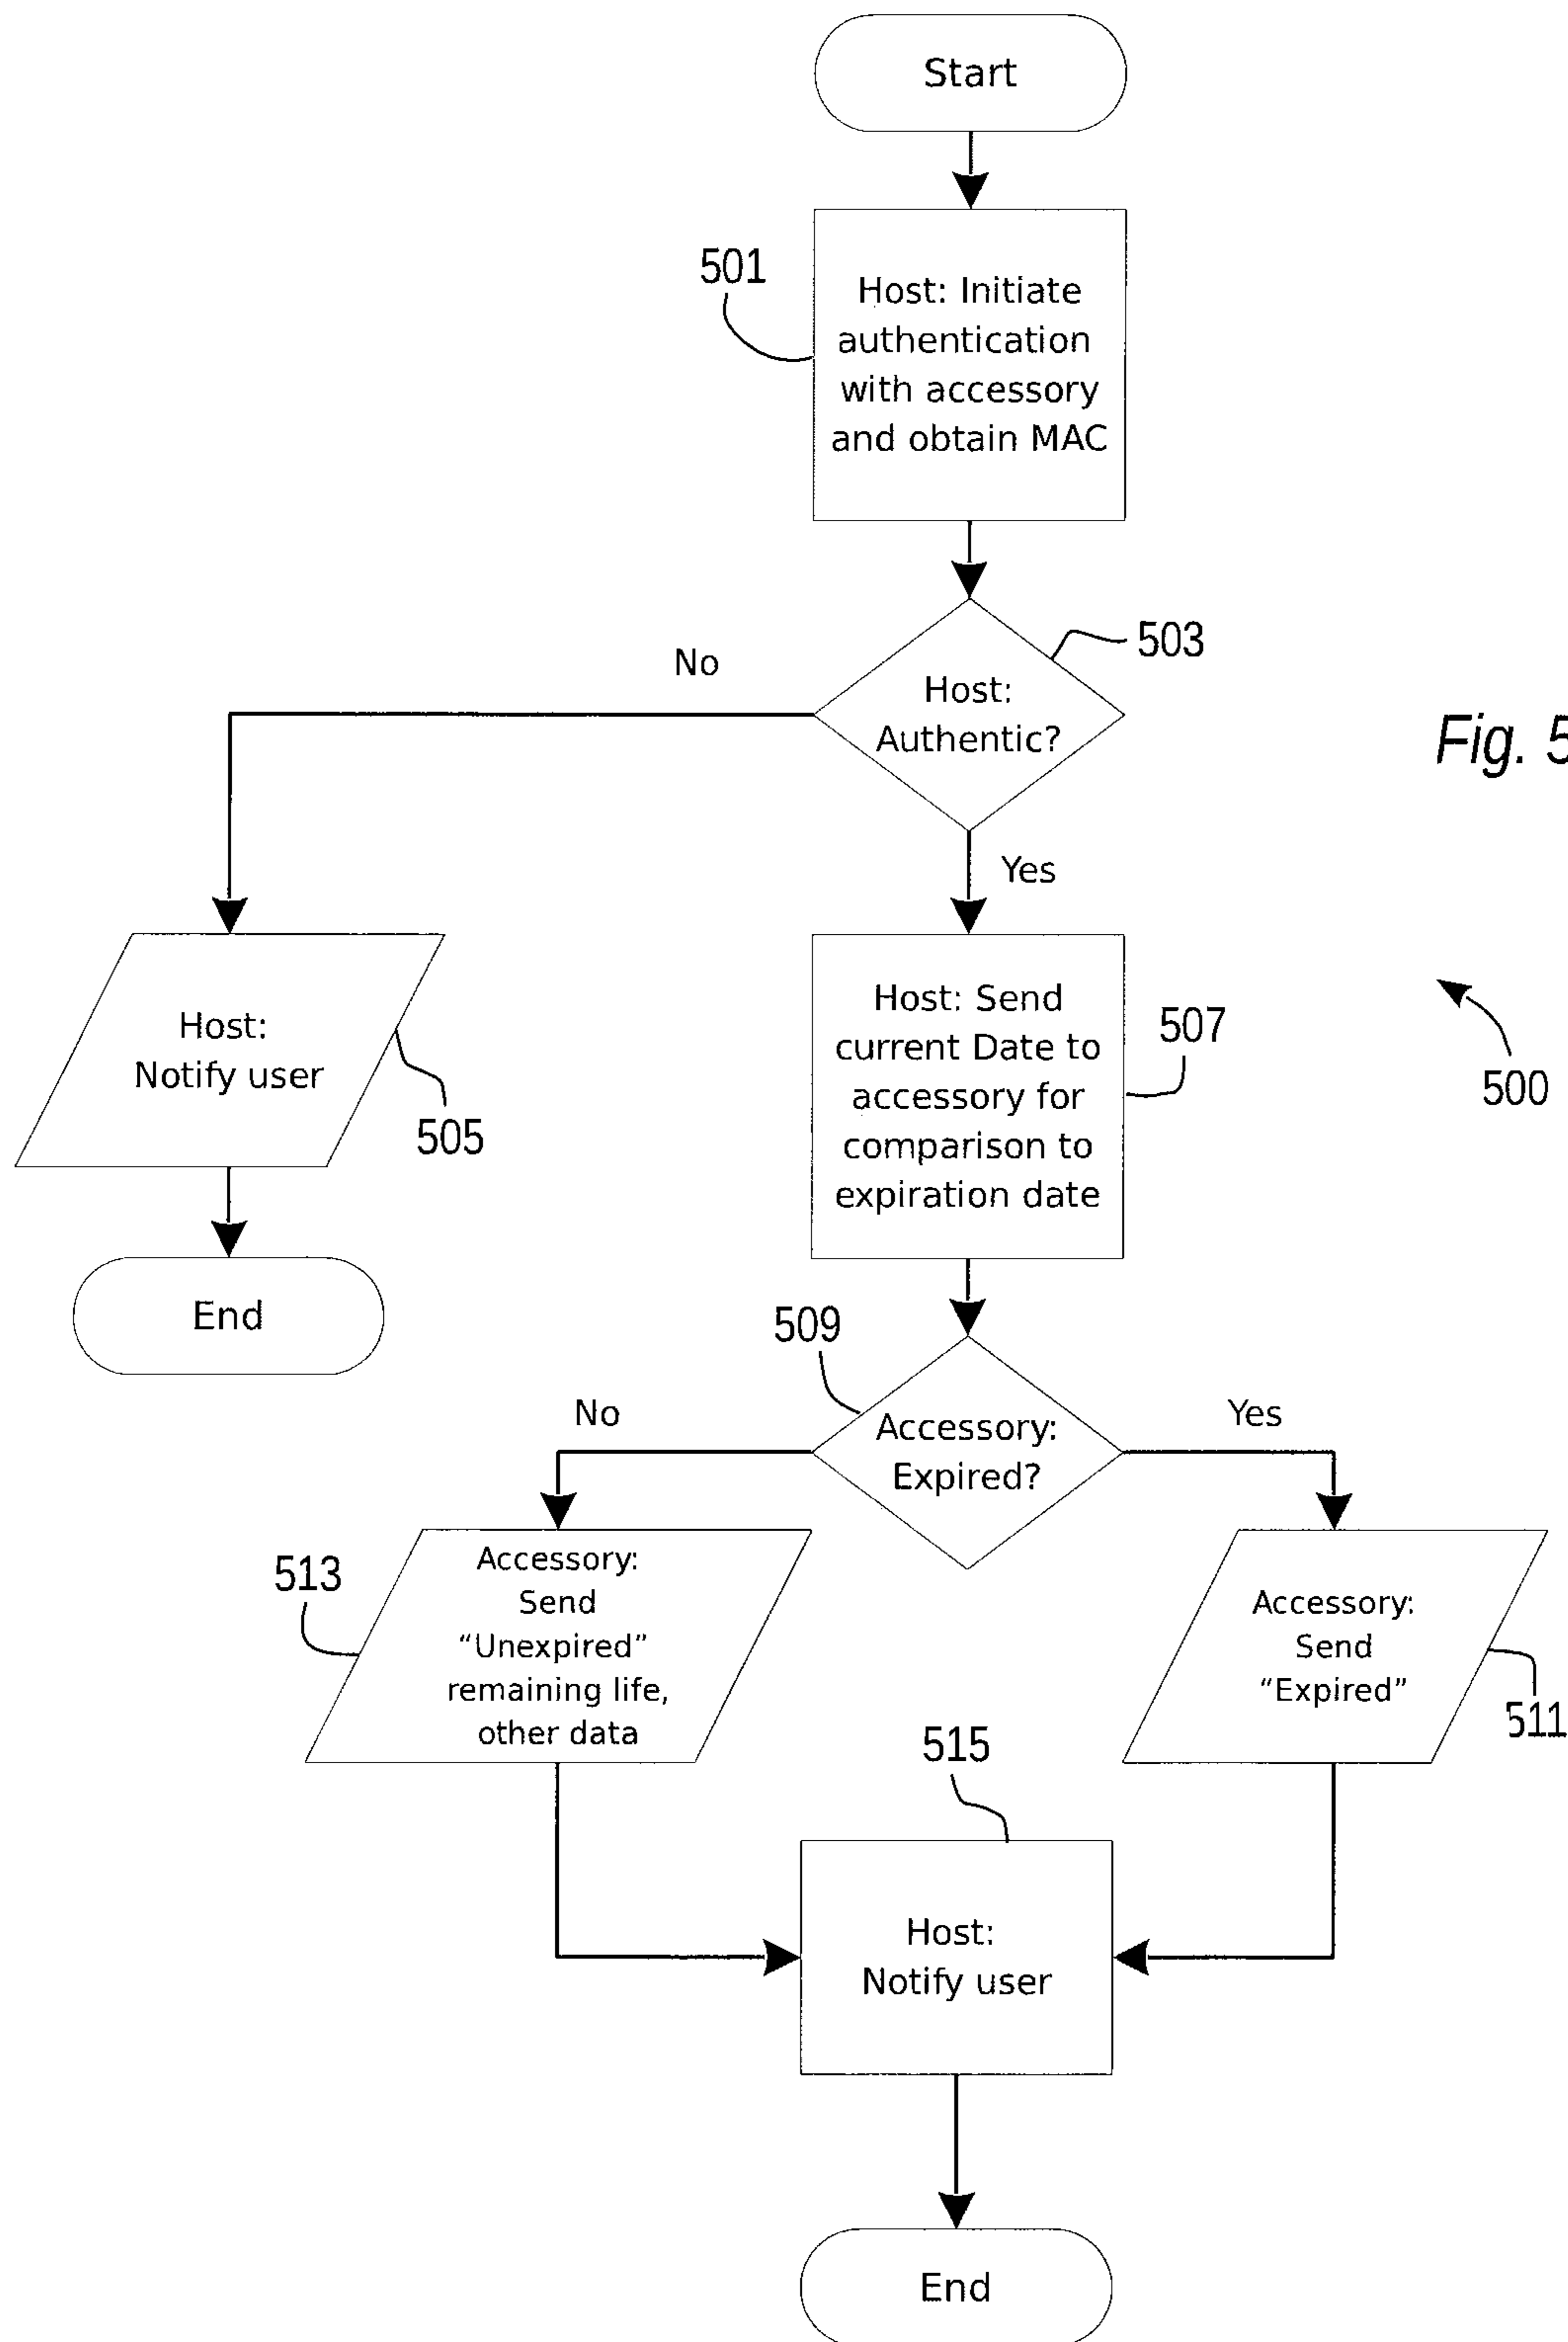 Start
501
Host: Initiate
authentication
with accessory
and obtain MAC
503
No
Host:
Authentic?
Fig. 5
Yes
Host:
Notify user
505
Host: Send
current Date to
accessory for
comparison to
expiration date
507
500
End
509
No
Yes
Accessory:
Expired?
513
Accessory:
Send
“Unexpired”
remaining life,
other data
Accessory:
Send
“Expired”
511
515
Host:
Notify user
End